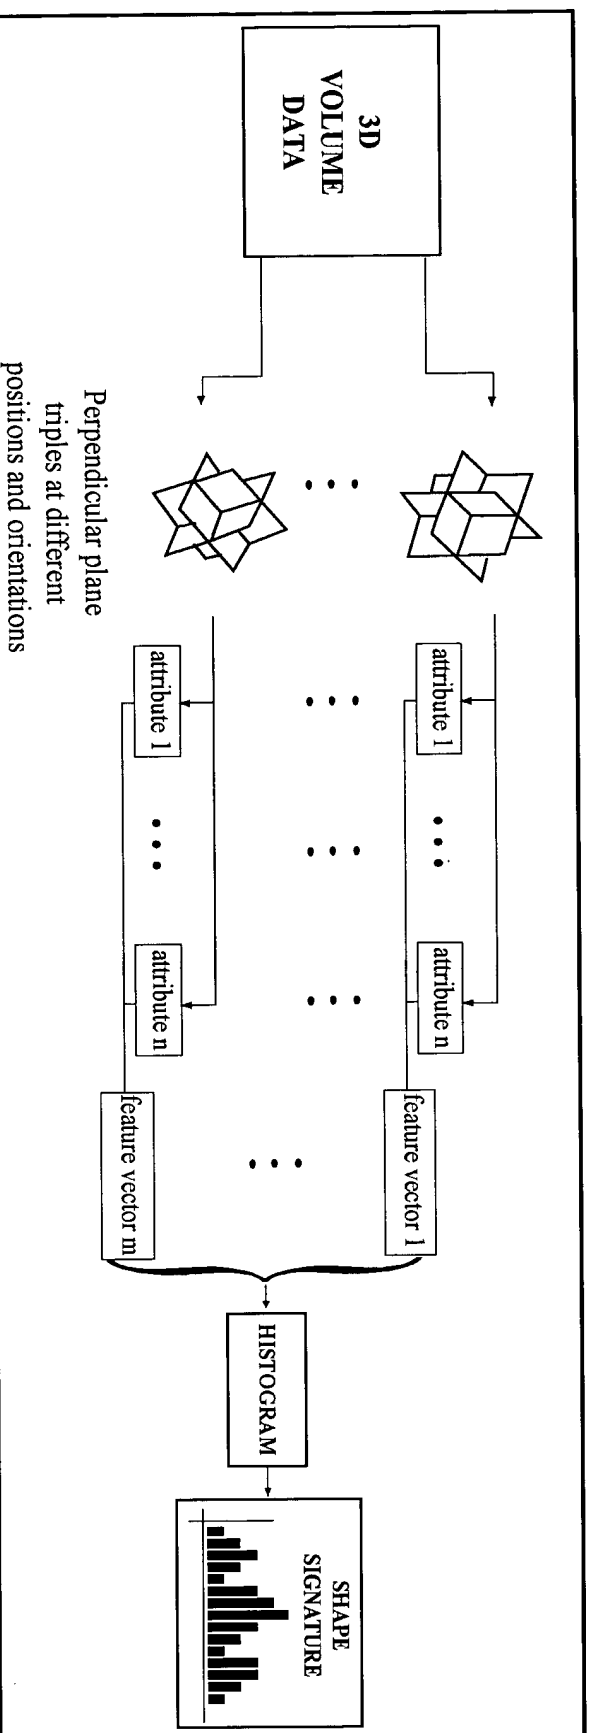 3D
VOLUME
DATA
Perpendicular plane
triples at different
positions and orientations
attribute 1
attribute n
feature vector 1
attribute 1
attribute n
feature vector m
HISTOGRAM
SHAPE
SIGNATURE